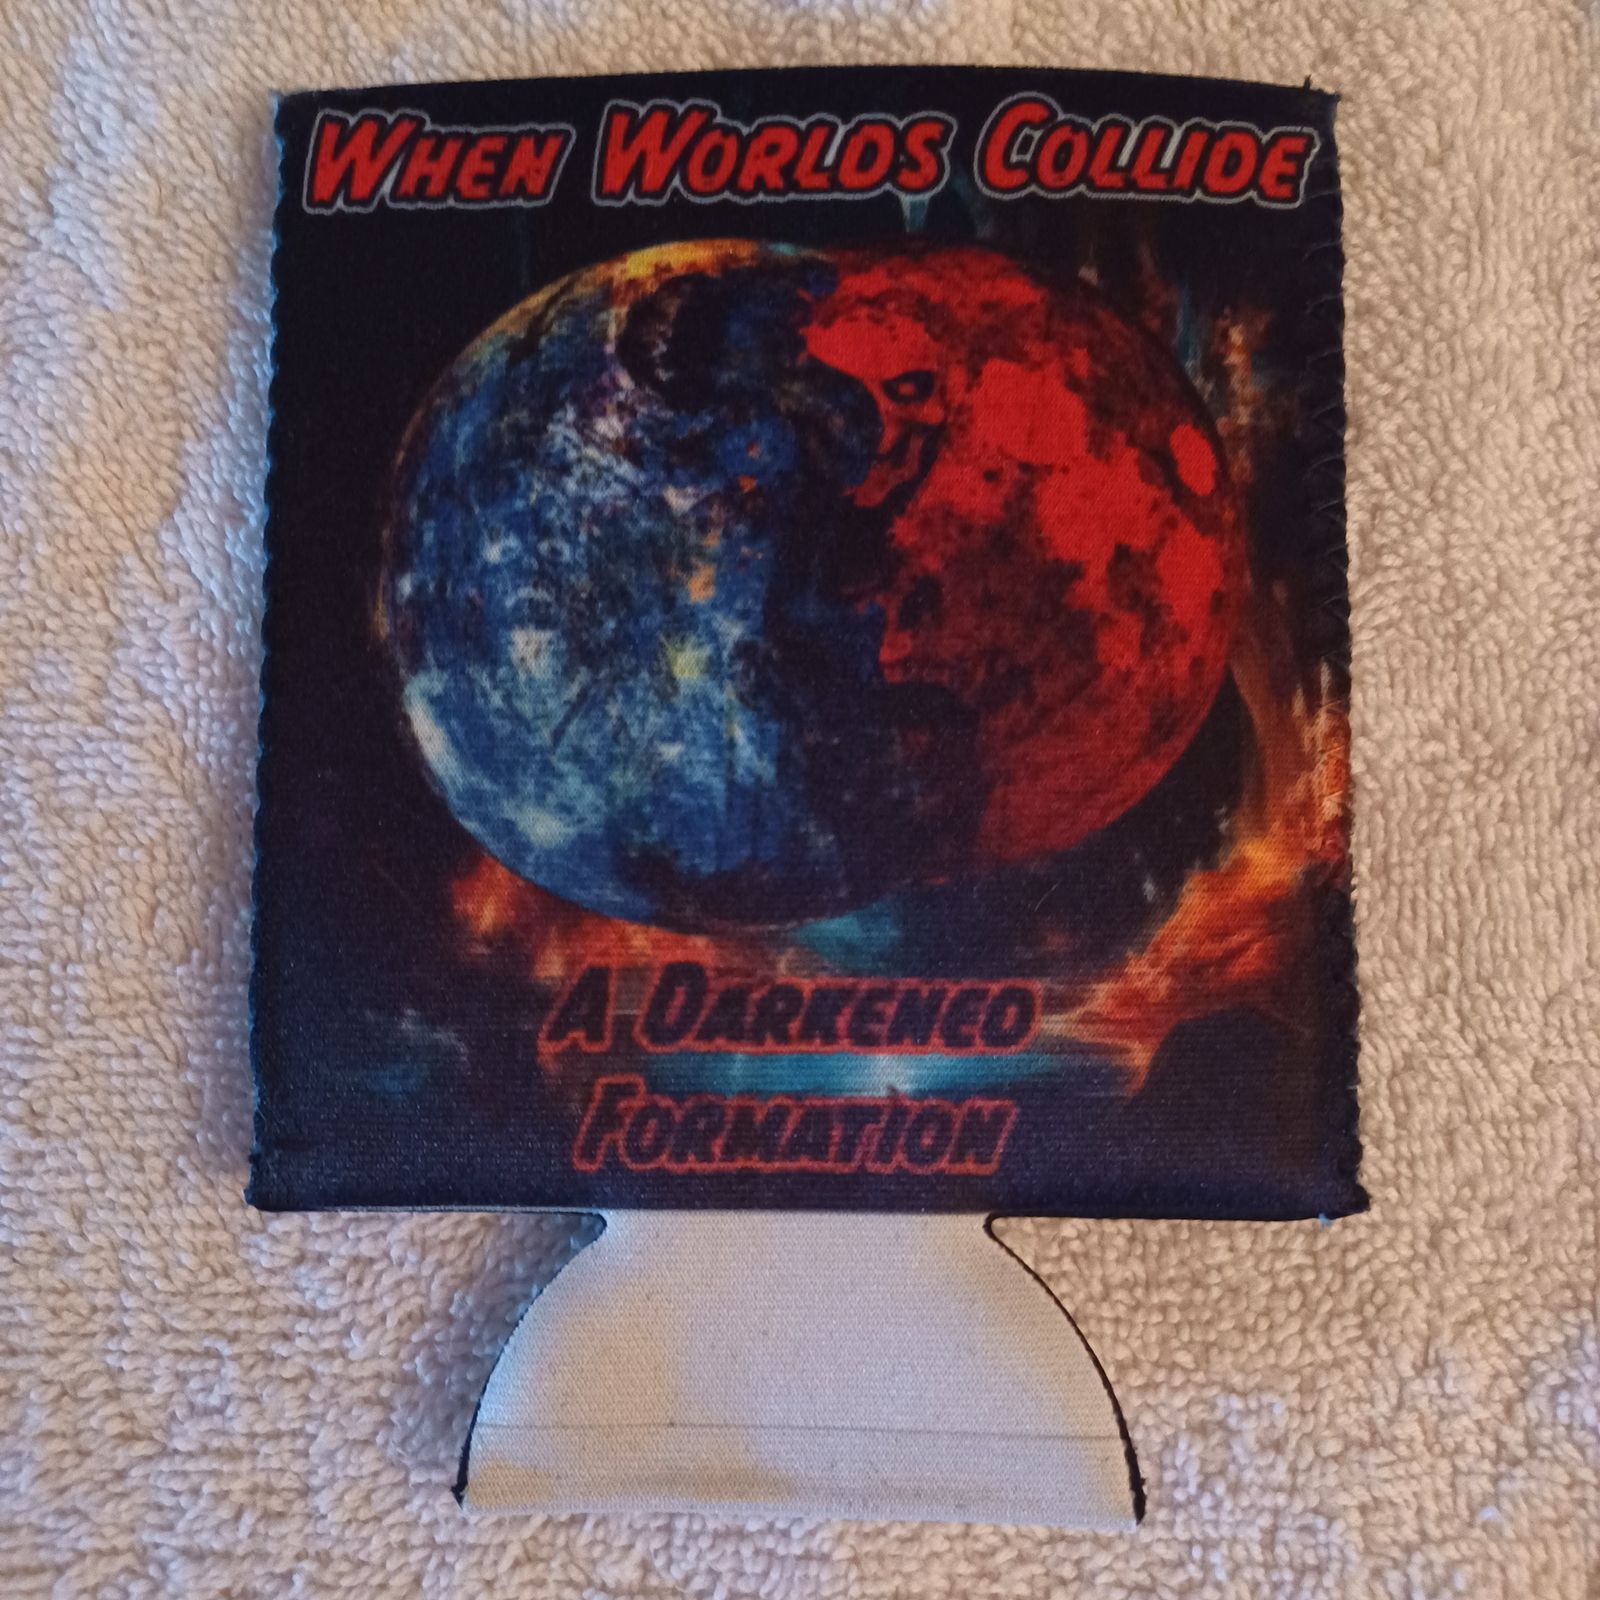 When Worlds Collide
A Darkened
Formation